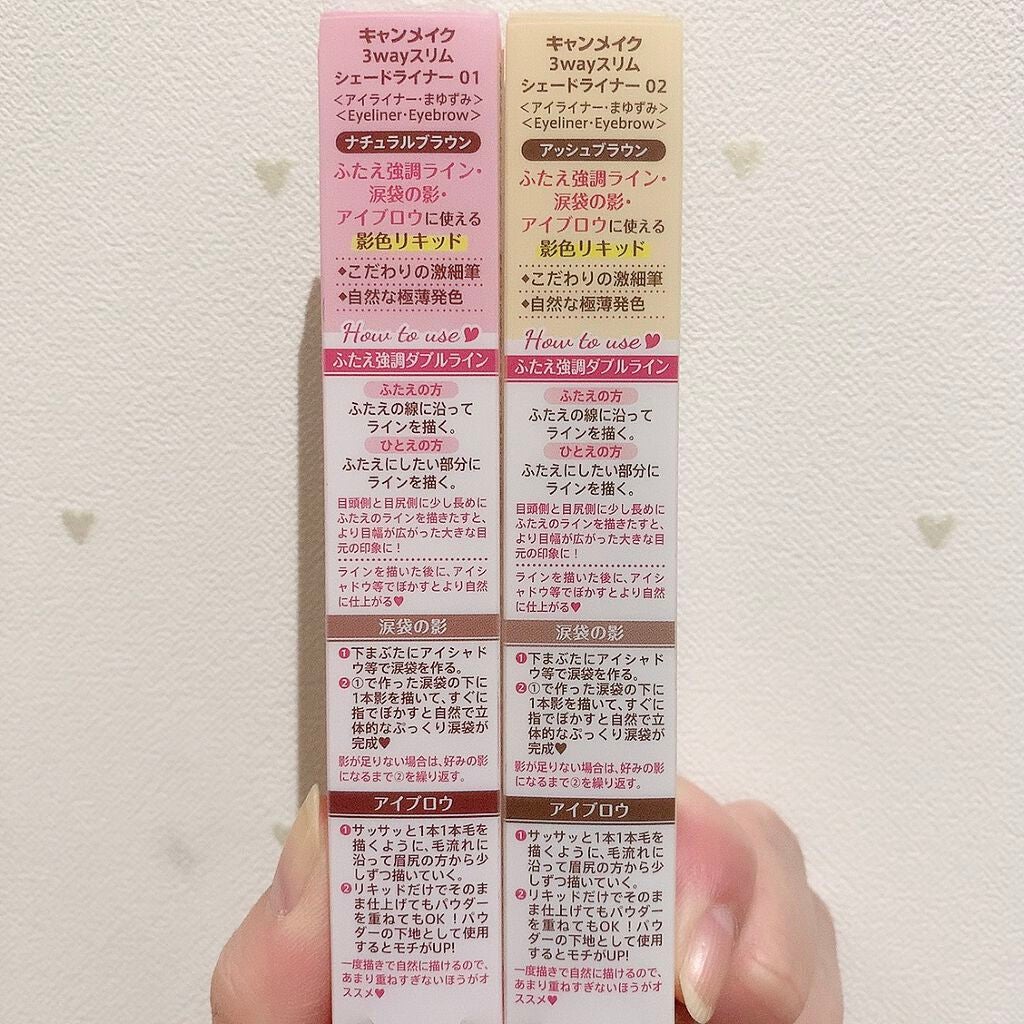 キャンメイク
3wayスリム
シェードライナー 01
＜アイライナー・まゆずみ＞
＜Eyeliner・Eyebrow＞
ナチュラルブラウン
ふたえ強調ライン・
涙袋の影・
アイブロウに使える
影色リキッド
◆こだわりの激細筆
◆自然な極薄発色
How to use♥
ふたえ強調ダブルライン
ふたえの方
ふたえの線に沿って
ラインを描く。
ひとえの方
ふたえにしたい部分に
ラインを描く。
目頭側と目尻側に少し長めに
ふたえのラインを描きたすと、
より目幅が広がった大きな目
元の印象に！
ラインを描いた後に、アイシ
ャドウ等でぼかすとより自然
に仕上がる♥
涙袋の影
❶下まぶたにアイシャド
ウ等で涙袋を作る。
❷①で作った涙袋の下に
1本影を描いて、すぐに
指でぼかすと自然で立
体的なぷっくり涙袋が
完成♥
影が足りない場合は、好みの影
になるまで②を繰り返す。
アイブロウ
❶サッサッと1本1本毛を
描くように、毛流れに
沿って眉尻の方から少
しずつ描いていく。
❷リキッドだけでそのま
ま仕上げてもパウダー
を重ねてもOK！パウ
ダーの下地として使用
するとモチがUP!
一度描きで自然に描けるので、
あまり重ねすぎないほうがオ
ススメ♥
キャンメイク
3wayスリム
シェードライナー 02
＜アイライナー・まゆずみ＞
＜Eyeliner・Eyebrow＞
アッシュブラウン
ふたえ強調ライン・
涙袋の影・
アイブロウに使える
影色リキッド
◆こだわりの激細筆
◆自然な極薄発色
How to use♥
ふたえ強調ダブルライン
ふたえの方
ふたえの線に沿って
ラインを描く。
ひとえの方
ふたえにしたい部分に
ラインを描く。
目頭側と目尻側に少し長めに
ふたえのラインを描きたすと、
より目幅が広がった大きな目
元の印象に！
ラインを描いた後に、アイシ
ャドウ等でぼかすとより自然
に仕上がる♥
涙袋の影
❶下まぶたにアイシャド
ウ等で涙袋を作る。
❷①で作った涙袋の下に
1本影を描いて、すぐに
指でぼかすと自然で立
体的なぷっくり涙袋が
完成♥
影が足りない場合は、好みの影
になるまで②を繰り返す。
アイブロウ
❶サッサッと1本1本毛を
描くように、毛流れに
沿って眉尻の方から少
しずつ描いていく。
❷リキッドだけでそのま
ま仕上げてもパウダー
を重ねてもOK！パウ
ダーの下地として使用
するとモチがUP!
一度描きで自然に描けるので、
あまり重ねすぎないほうがオ
ススメ♥